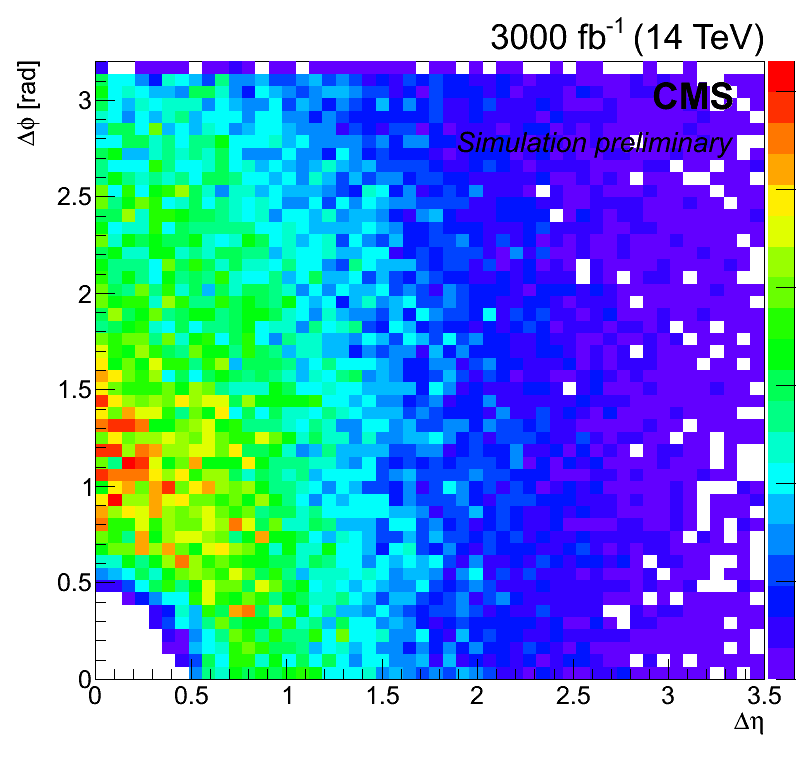 3000 fb⁻¹ (14 TeV)
CMS
Simulation preliminary
Δϕ [rad]
3
2.5
2
1.5
1
0.5
0
0 0.5 1 1.5 2 2.5 3 3.5
Δη